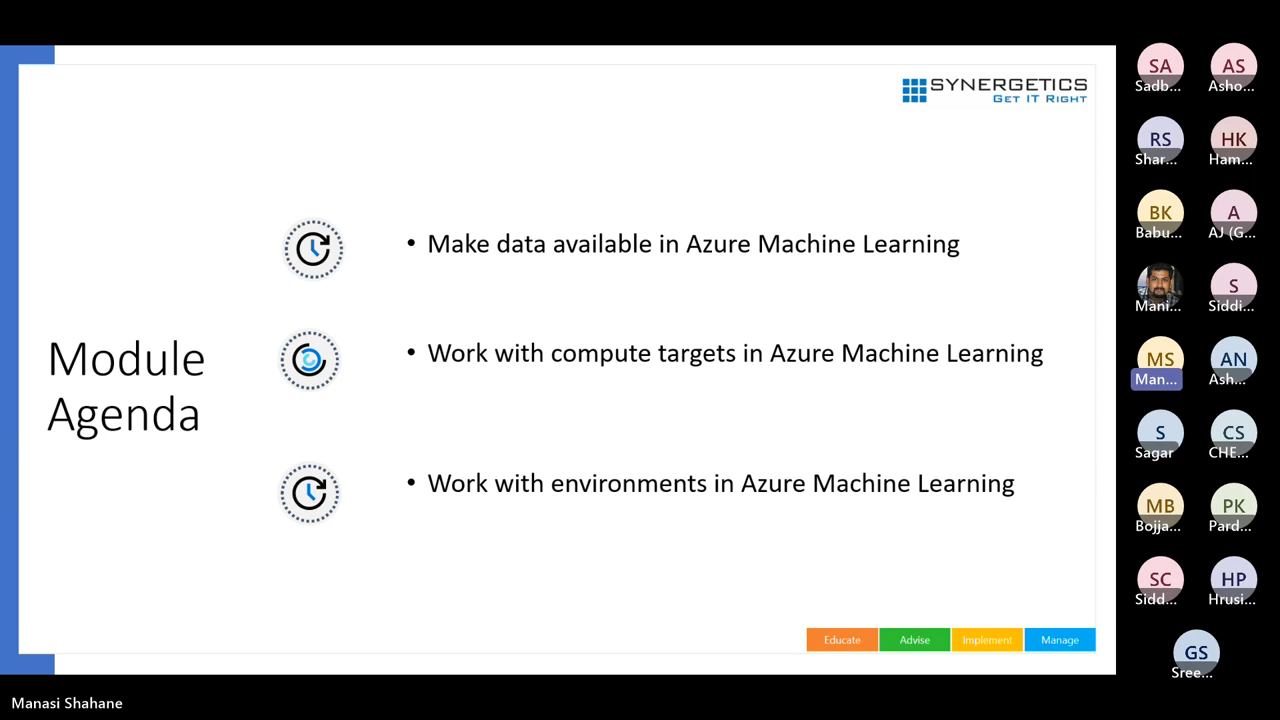 SYNERGETICS
GET IT RIGHT
Module
Agenda
• Make data available in Azure Machine Learning
• Work with compute targets in Azure Machine Learning
• Work with environments in Azure Machine Learning
Educate
Advise
Implement
Manage
SA
Sadb...
AS
Asho...
RS
Shar...
HK
Ham...
BK
Babu...
A
AJ (G...
Mani...
S
Siddi...
MS
Man...
AN
Ash...
S
Sagar
CS
CHE...
MB
Bojja...
PK
Pard...
SC
Sidd...
HP
Hrusi...
GS
Sree...
Manasi Shahane